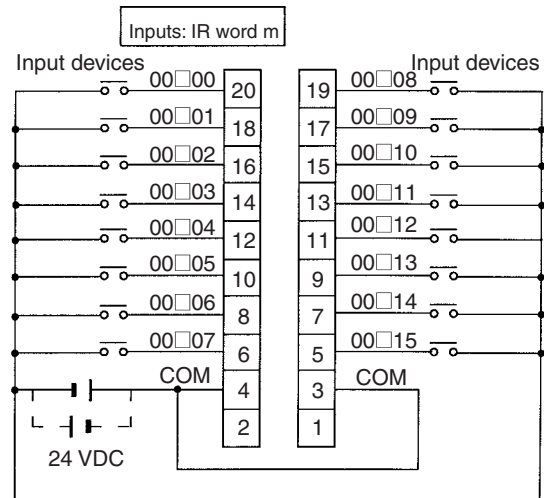 Inputs: IR word m
Input devices Input devices
00□00 20 19 00□08
00□01 18 17 00□09
00□02 16 15 00□10
00□03 14 13 00□11
00□04 12 11 00□12
00□05 10 9 00□13
00□06 8 7 00□14
00□07 6 5 00□15
COM 4 3 COM
2 1
24 VDC